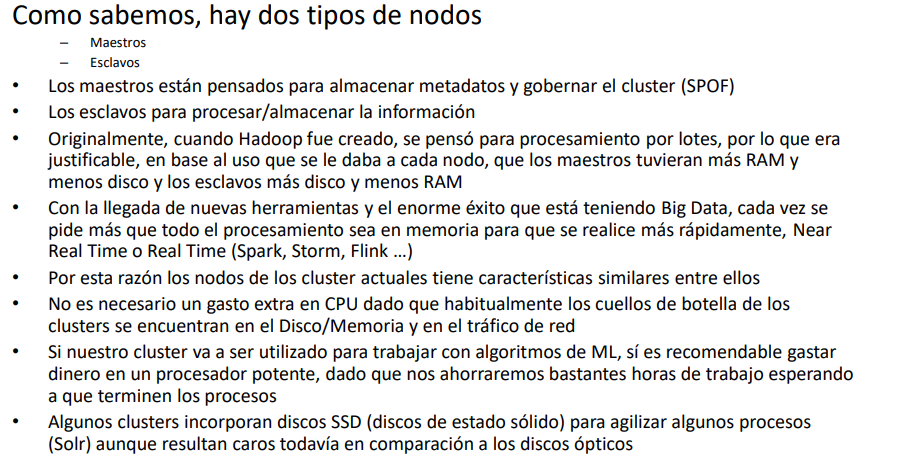 Como sabemos, hay dos tipos de nodos
– Maestros
– Esclavos
• Los maestros están pensados para almacenar metadatos y gobernar el cluster (SPOF)
• Los esclavos para procesar/almacenar la información
• Originalmente, cuando Hadoop fue creado, se pensó para procesamiento por lotes, por lo que era
justificable, en base al uso que se le daba a cada nodo, que los maestros tuvieran más RAM y
menos disco y los esclavos más disco y menos RAM
• Con la llegada de nuevas herramientas y el enorme éxito que está teniendo Big Data, cada vez se
pide más que todo el procesamiento sea en memoria para que se realice más rápidamente, Near
Real Time o Real Time (Spark, Storm, Flink ...)
• Por esta razón los nodos de los cluster actuales tiene características similares entre ellos
• No es necesario un gasto extra en CPU dado que habitualmente los cuellos de botella de los
clusters se encuentran en el Disco/Memoria y en el tráfico de red
• Si nuestro cluster va a ser utilizado para trabajar con algoritmos de ML, sí es recomendable gastar
dinero en un procesador potente, dado que nos ahorraremos bastantes horas de trabajo esperando
a que terminen los procesos
• Algunos clusters incorporan discos SSD (discos de estado sólido) para agilizar algunos procesos
(Solr) aunque resultan caros todavía en comparación a los discos ópticos